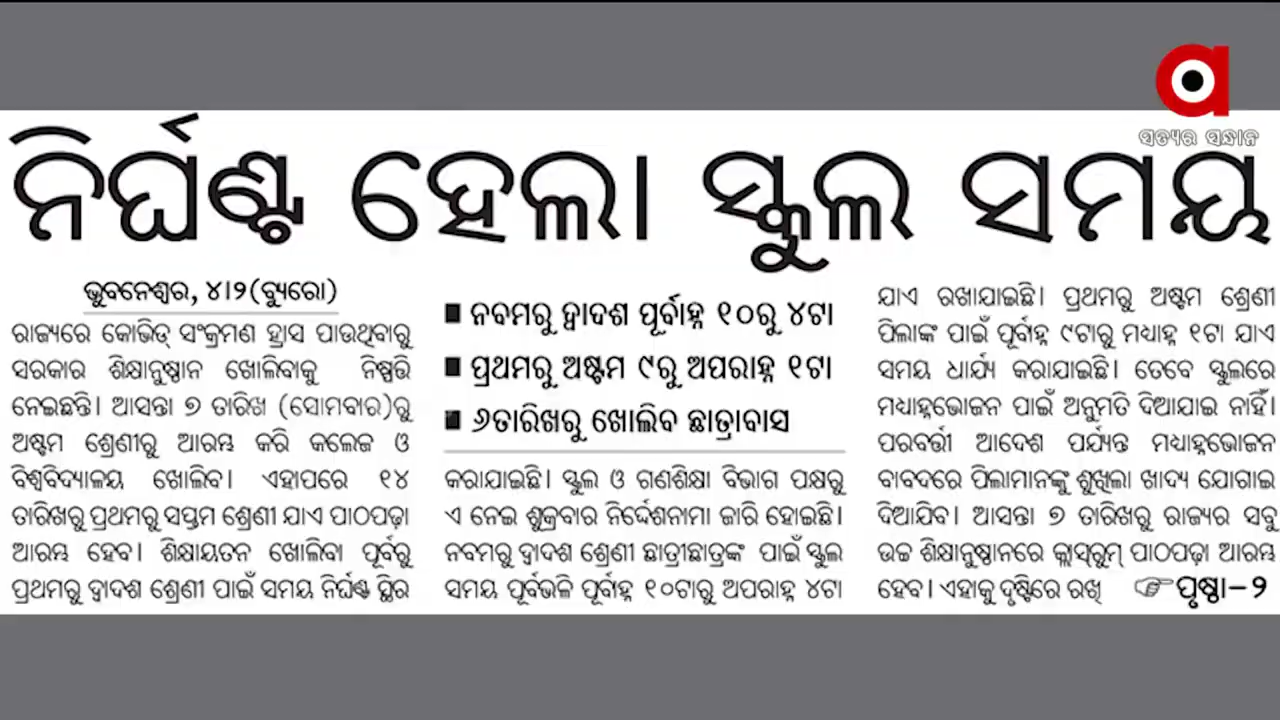 ସତ୍ୟର ସନ୍ଧାନ
ନିର୍ଘଣ୍ଟ ହେଲା ସ୍କୁଲ ସମୟ
ଭୁବନେଶ୍ୱର, ୪।୨(ବ୍ୟୁରୋ)
ରାଜ୍ୟରେ କୋଭିଡ୍ ସଂକ୍ରମଣ ହ୍ରାସ ପାଉଥିବାରୁ
ସରକାର ଶିକ୍ଷାନୁଷ୍ଠାନ ଖୋଲିବାକୁ ନିଷ୍ପତ୍ତି
ନେଇଛନ୍ତି। ଆସନ୍ତା ୭ ତାରିଖ (ସୋମବାର)ରୁ
ଅଷ୍ଟମ ଶ୍ରେଣୀରୁ ଆରମ୍ଭ କରି କଲେଜ ଓ
ବିଶ୍ୱବିଦ୍ୟାଳୟ ଖୋଲିବ। ଏହାପରେ ୧୪
ତାରିଖରୁ ପ୍ରଥମରୁ ସପ୍ତମ ଶ୍ରେଣୀ ଯାଏ ପାଠପଢ଼ା
ଆରମ୍ଭ ହେବ। ଶିକ୍ଷାୟତନ ଖୋଲିବା ପୂର୍ବରୁ
ପ୍ରଥମରୁ ଦ୍ୱାଦଶ ଶ୍ରେଣୀ ପାଇଁ ସମୟ ନିର୍ଘଣ୍ଟ ସ୍ଥିର
■ ନବମରୁ ଦ୍ୱାଦଶ ପୂର୍ବାହ୍ନ ୧୦ରୁ ୪ଟା
■ ପ୍ରଥମରୁ ଅଷ୍ଟମ ୯ରୁ ଅପରାହ୍ନ ୧ଟା
■ ୬ତାରିଖରୁ ଖୋଲିବ ଛାତ୍ରାବାସ
କରାଯାଇଛି। ସ୍କୁଲ ଓ ଗଣଶିକ୍ଷା ବିଭାଗ ପକ୍ଷରୁ
ଏ ନେଇ ଶୁକ୍ରବାର ନିର୍ଦ୍ଦେଶନାମା ଜାରି ହୋଇଛି।
ନବମରୁ ଦ୍ୱାଦଶ ଶ୍ରେଣୀ ଛାତ୍ରୀଛାତ୍ରଙ୍କ ପାଇଁ ସ୍କୁଲ
ସମୟ ପୂର୍ବଭଳି ପୂର୍ବାହ୍ନ ୧୦ଟାରୁ ଅପରାହ୍ନ ୪ଟା
ଯାଏ ରଖାଯାଇଛି। ପ୍ରଥମରୁ ଅଷ୍ଟମ ଶ୍ରେଣୀ
ପିଲାଙ୍କ ପାଇଁ ପୂର୍ବାହ୍ନ ୯ଟାରୁ ମଧ୍ୟାହ୍ନ ୧ଟା ଯାଏ
ସମୟ ଧାର୍ଯ୍ୟ କରାଯାଇଛି। ତେବେ ସ୍କୁଲରେ
ମଧ୍ୟାହ୍ନଭୋଜନ ପାଇଁ ଅନୁମତି ଦିଆଯାଇ ନାହିଁ।
ପରବର୍ତ୍ତୀ ଆଦେଶ ପର୍ଯ୍ୟନ୍ତ ମଧ୍ୟାହ୍ନଭୋଜନ
ବାବଦରେ ପିଲାମାନଙ୍କୁ ଶୁଖିଲା ଖାଦ୍ୟ ଯୋଗାଇ
ଦିଆଯିବ। ଆସନ୍ତା ୭ ତାରିଖରୁ ରାଜ୍ୟର ସବୁ
ଉଚ୍ଚ ଶିକ୍ଷାନୁଷ୍ଠାନରେ କ୍ଲାସ୍‌ରୁମ୍ ପାଠପଢ଼ା ଆରମ୍ଭ
ହେବ। ଏହାକୁ ଦୃଷ୍ଟିରେ ରଖି ☞ପୃଷ୍ଠା–୨